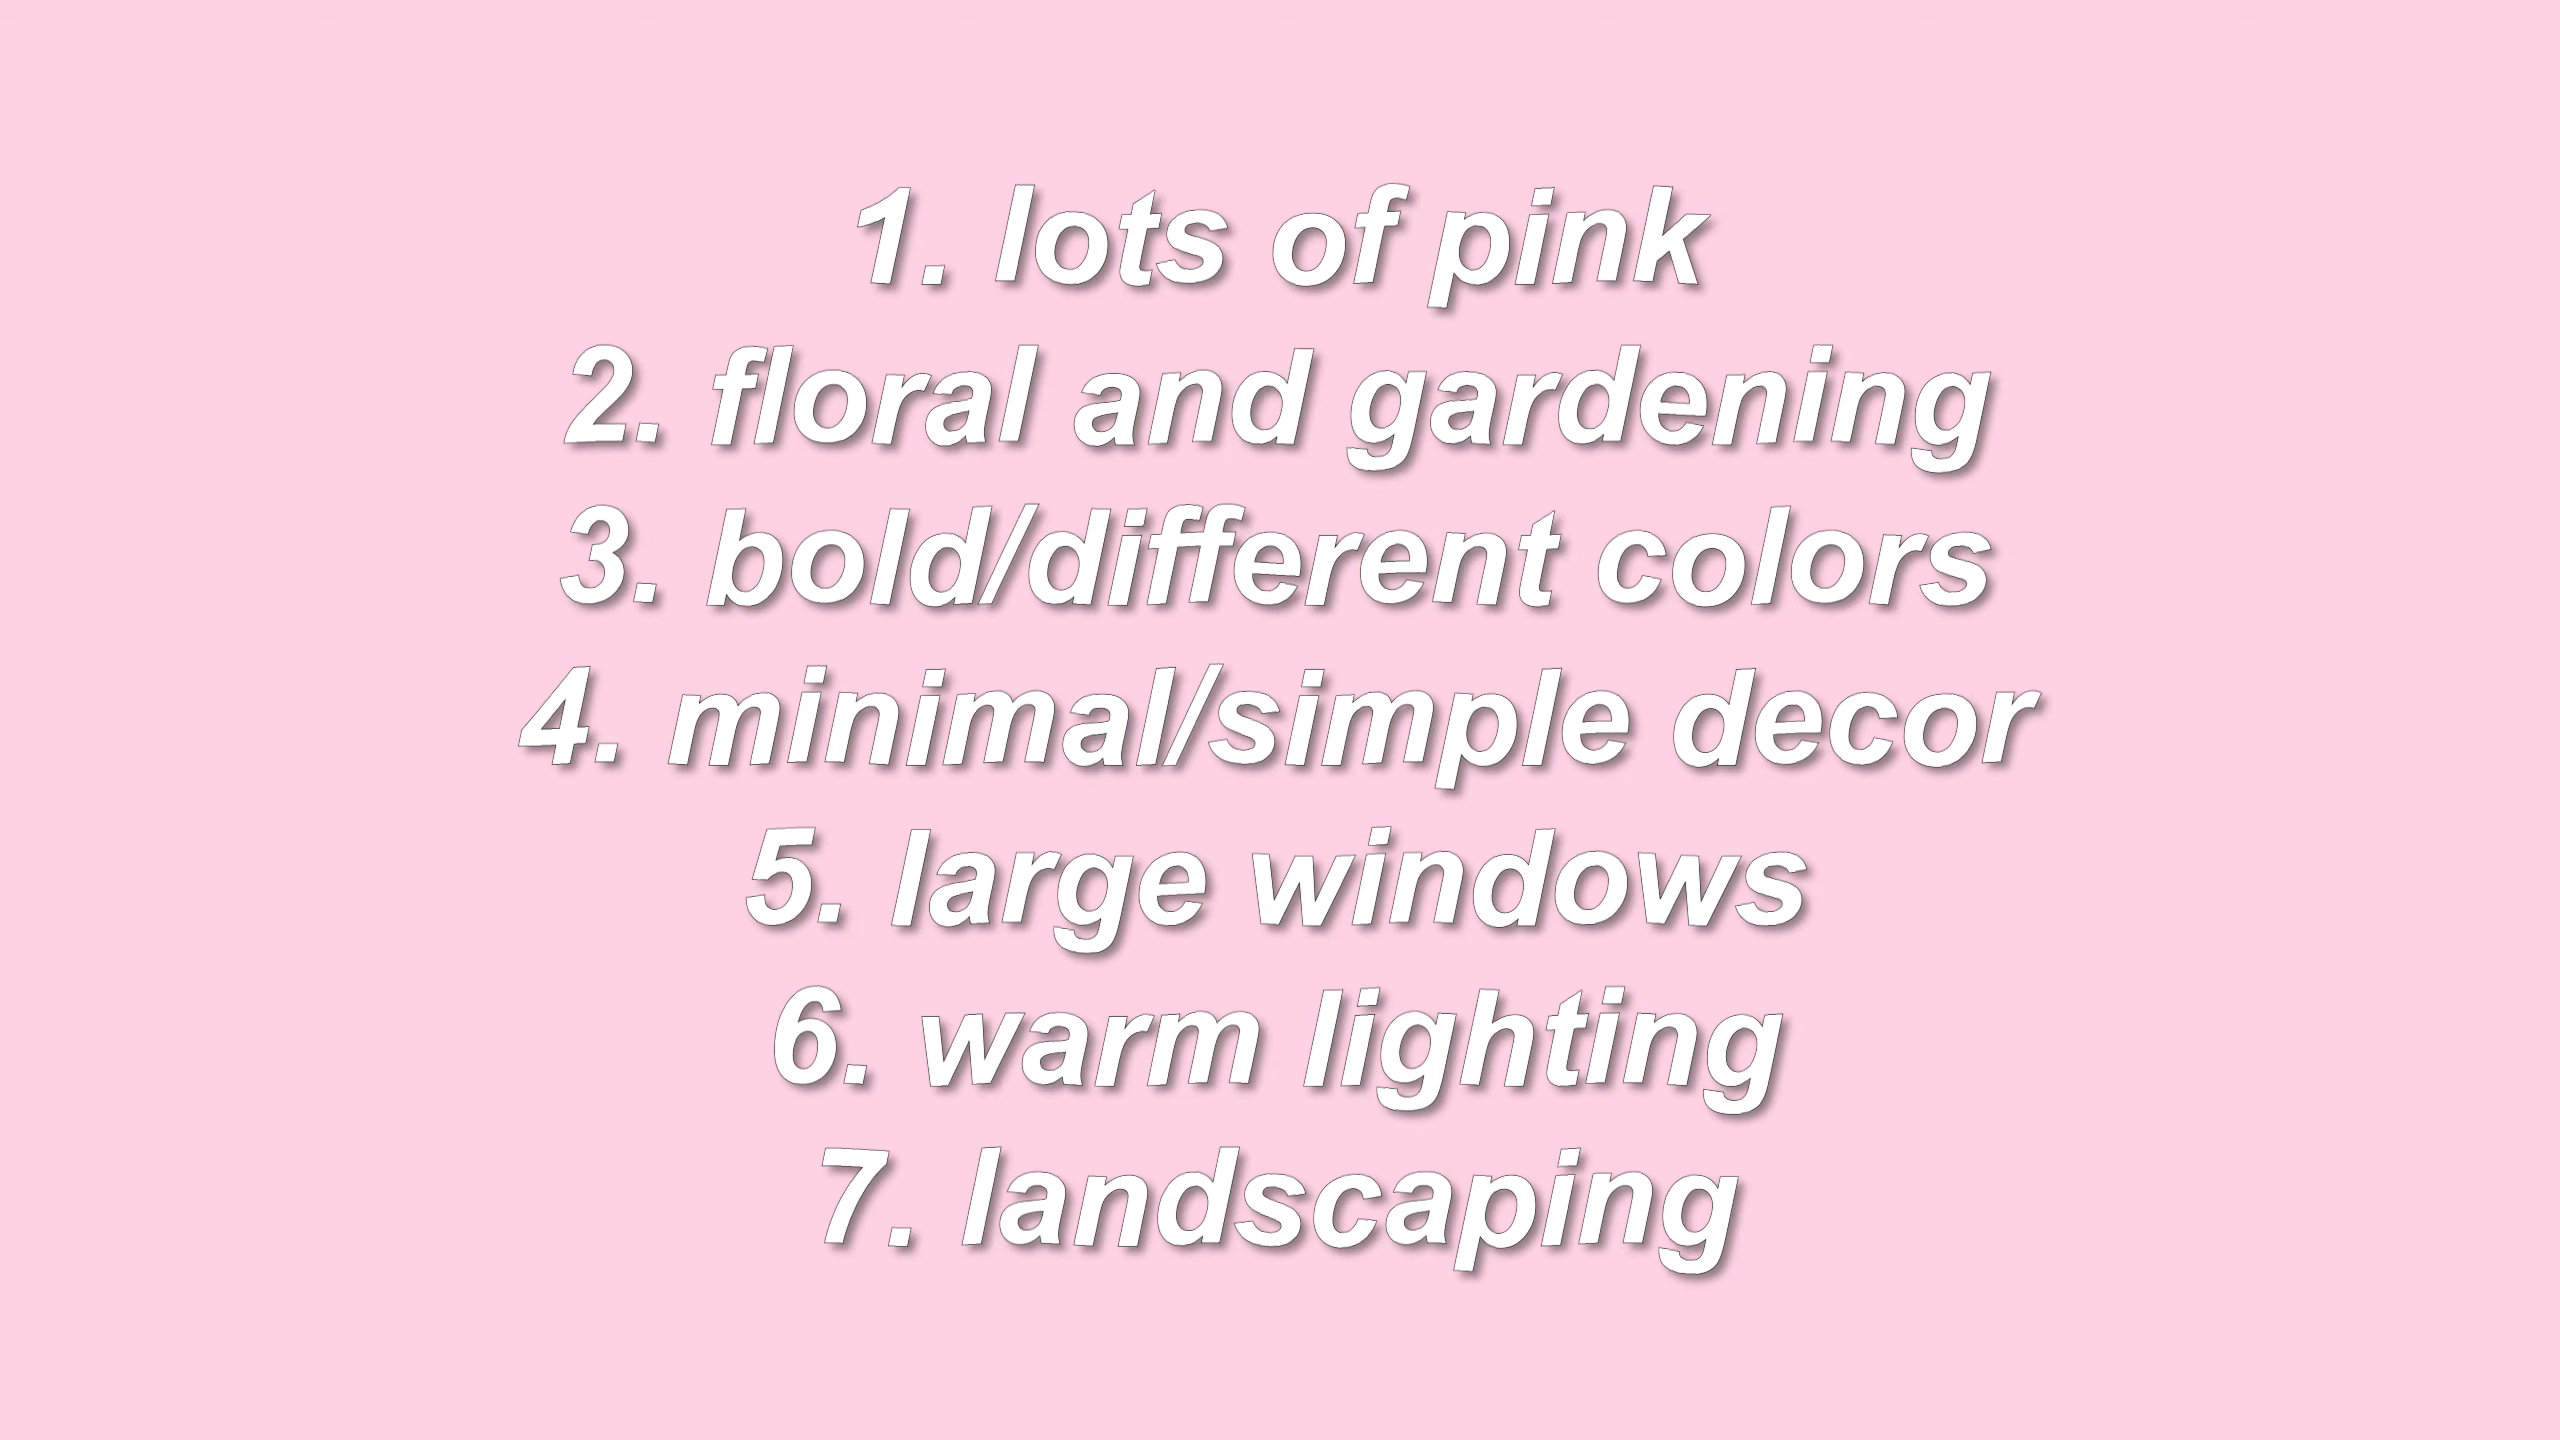 1. lots of pink
2. floral and gardening
3. bold/different colors
4. minimal/simple decor
5. large windows
6. warm lighting
7. landscaping